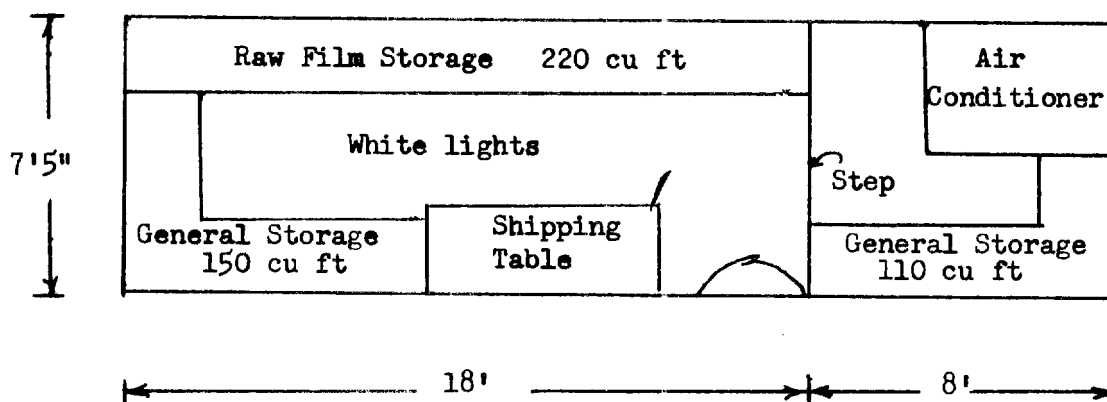 Raw Film Storage 220 cu ft
Air
Conditioner
White lights
7'5"
Step
General Storage
150 cu ft
Shipping
Table
General Storage
110 cu ft
18'
8'